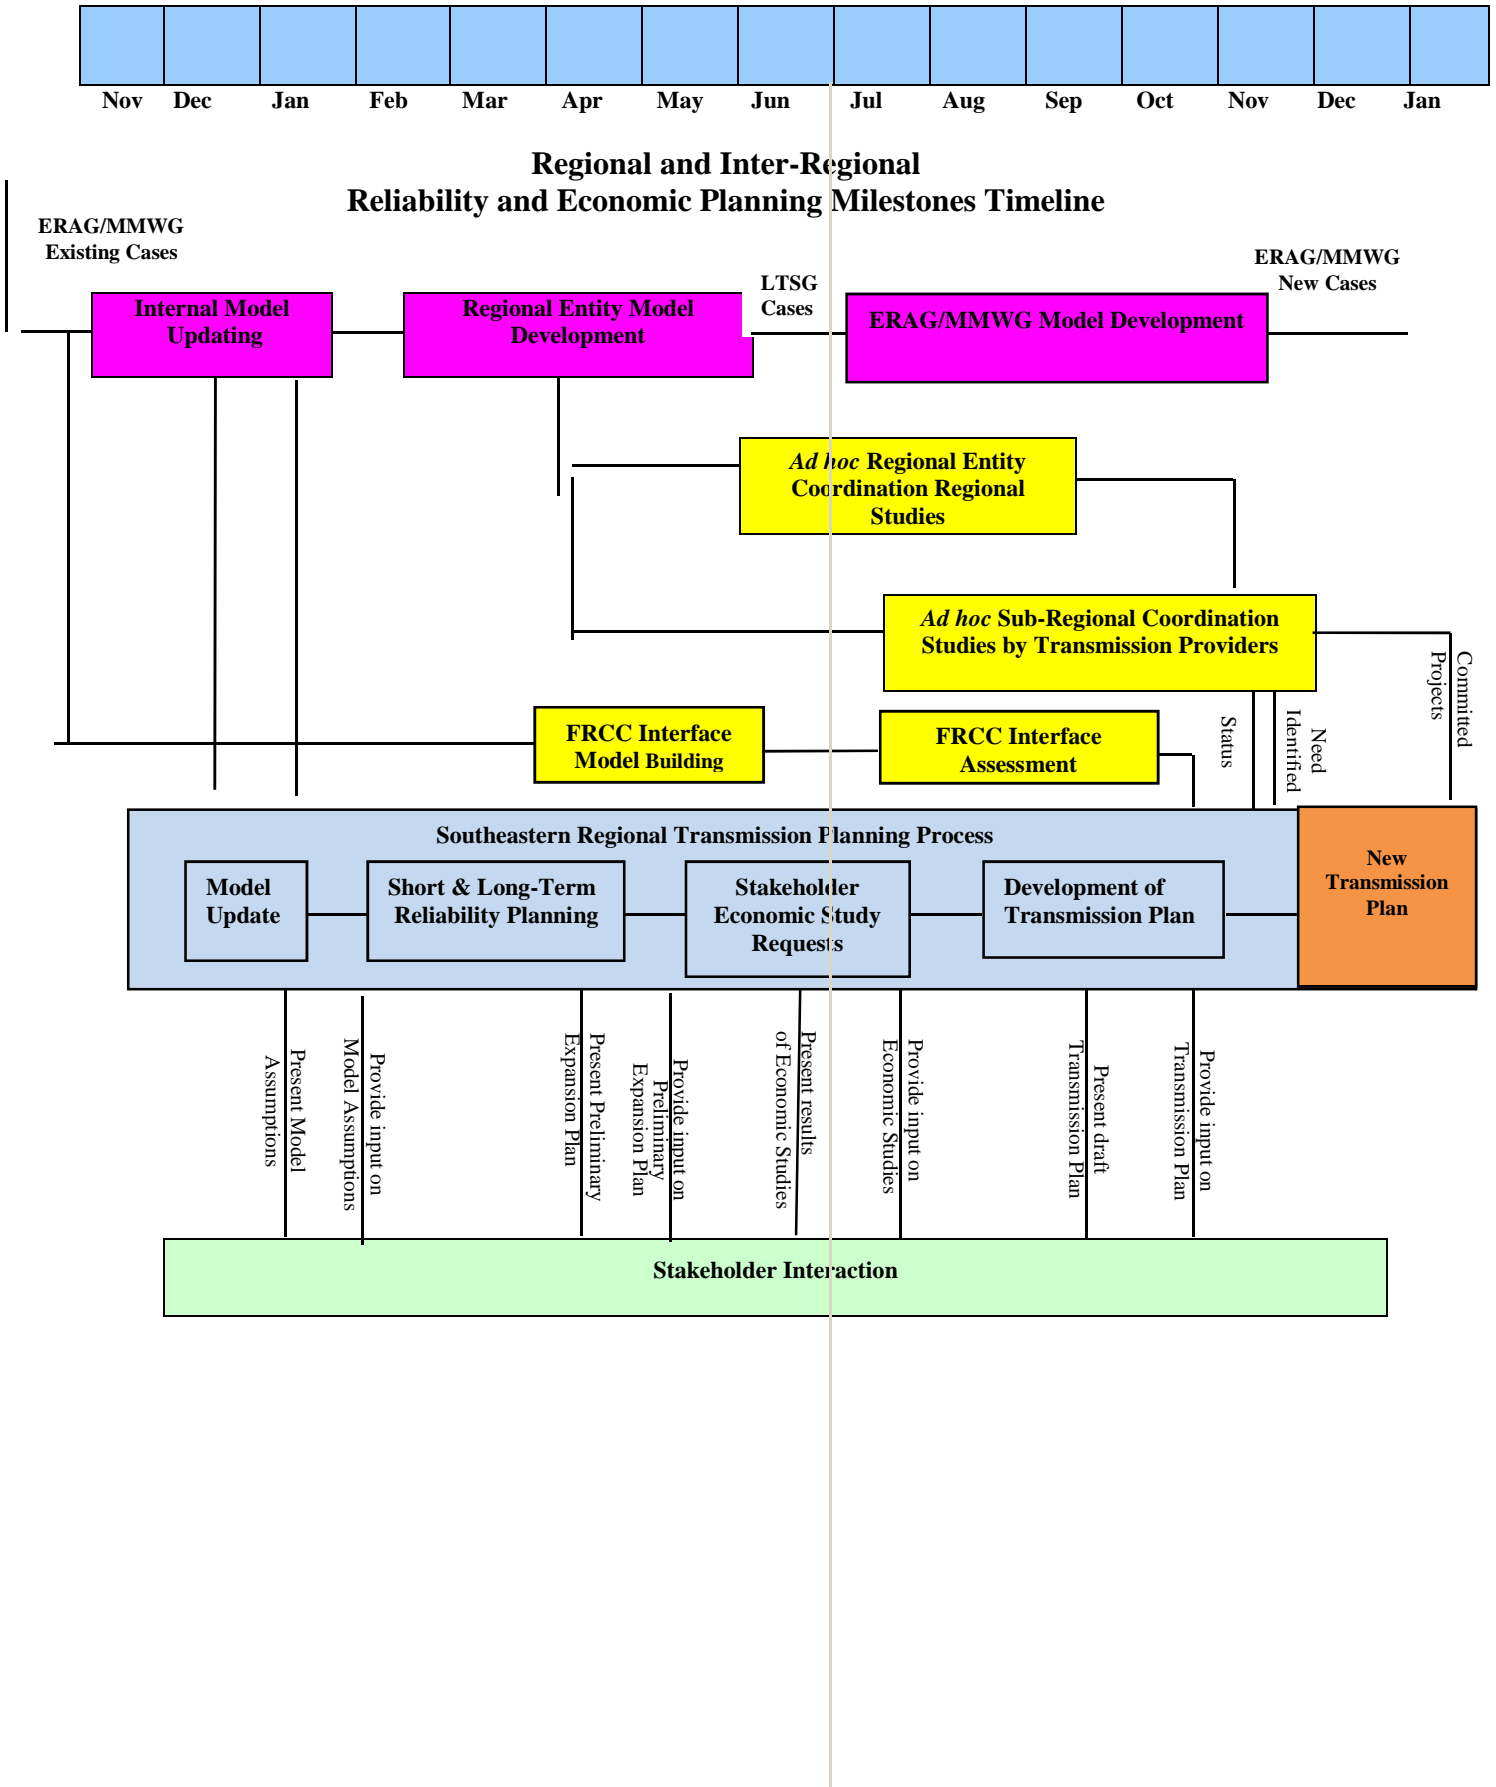 Nov Dec Jan Feb Mar Apr May Jun Jul Aug Sep Oct Nov Dec Jan
Regional and Inter-Regional
Reliability and Economic Planning Milestones Timeline
ERAG/MMWG
Existing Cases
LTSG
Cases
ERAG/MMWG
New Cases
Internal Model
Updating
Regional Entity Model
Development
ERAG/MMWG Model Development
Ad hoc Regional Entity
Coordination Regional
Studies
Ad hoc Sub-Regional Coordination
Studies by Transmission Providers
Committed
Projects
FRCC Interface
Model Building
FRCC Interface
Assessment
Status
Need
Identified
Southeastern Regional Transmission Planning Process
Model
Update
Short & Long-Term
Reliability Planning
Stakeholder
Economic Study
Requests
Development of
Transmission Plan
New
Transmission
Plan
Present Model
Assumptions
Provide input on
Model Assumptions
Present Preliminary
Expansion Plan
Provide input on
Preliminary
Expansion Plan
Present results
of Economic Studies
Provide input on
Economic Studies
Present draft
Transmission Plan
Provide input on
Transmission Plan
Stakeholder Interaction